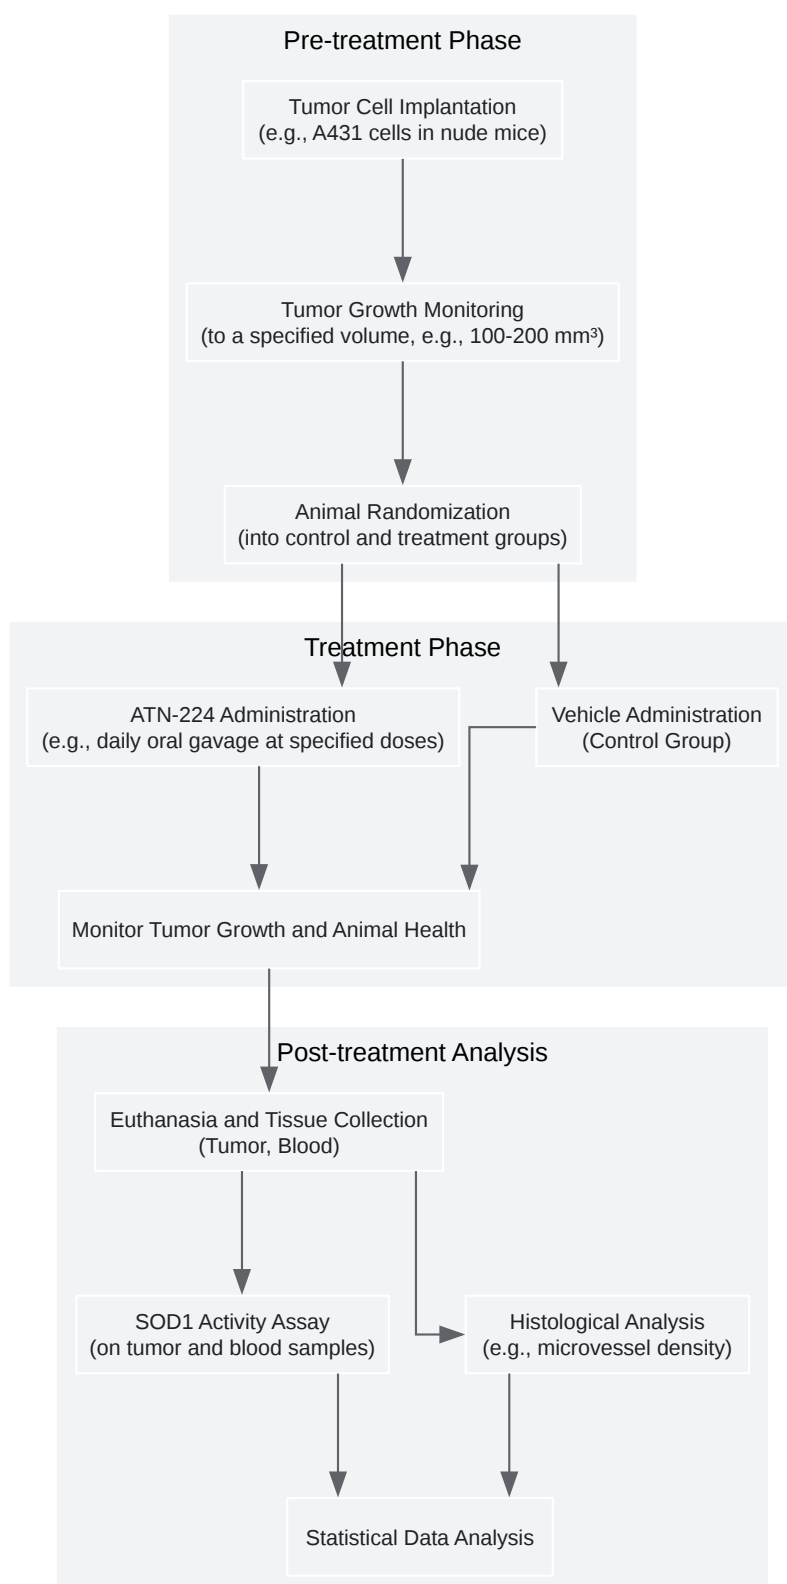 Pre-treatment Phase
Tumor Cell Implantation
(e.g., A431 cells in nude mice)
Tumor Growth Monitoring
(to a specified volume, e.g., 100-200 mm³)
Animal Randomization
(into control and treatment groups)
Treatment Phase
ATN-224 Administration
(e.g., daily oral gavage at specified doses)
Vehicle Administration
(Control Group)
Monitor Tumor Growth and Animal Health
Post-treatment Analysis
Euthanasia and Tissue Collection
(Tumor, Blood)
SOD1 Activity Assay
(on tumor and blood samples)
Histological Analysis
(e.g., microvessel density)
Statistical Data Analysis